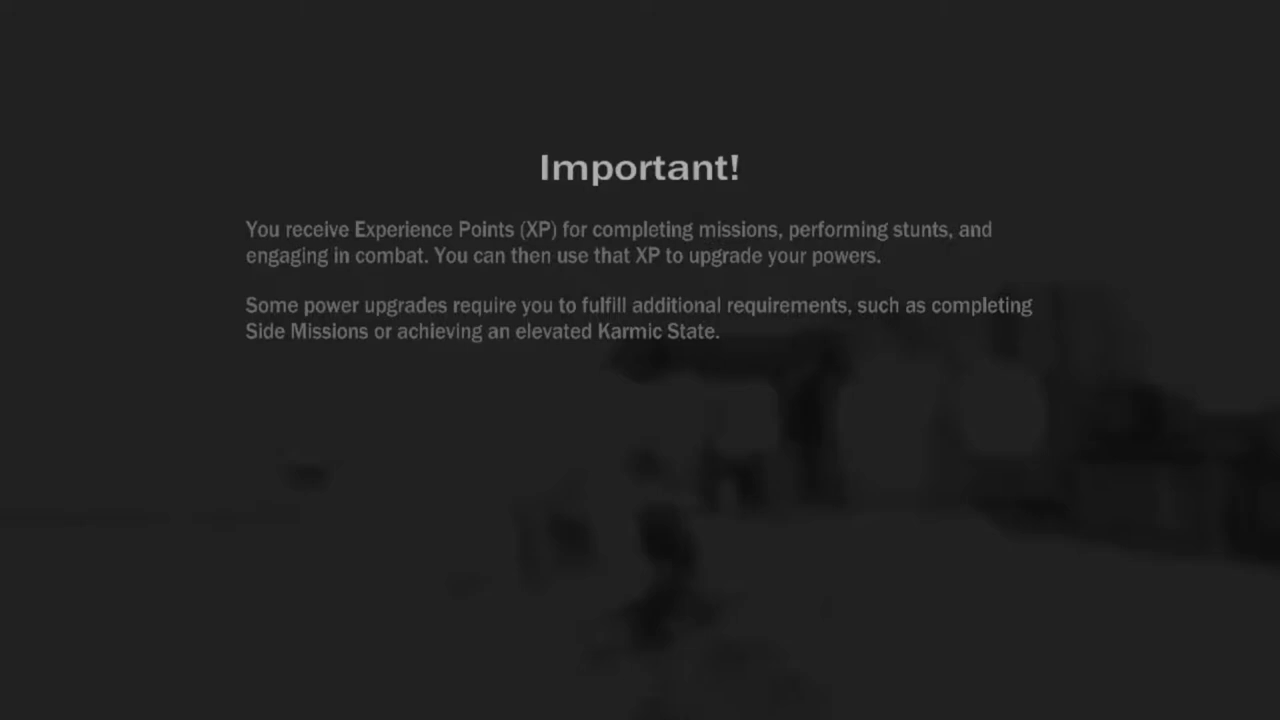 Important!
You receive Experience Points (XP) for completing missions, performing stunts, and
engaging in combat. You can then use that XP to upgrade your powers.
Some power upgrades require you to fulfill additional requirements, such as completing
Side Missions or achieving an elevated Karmic State.